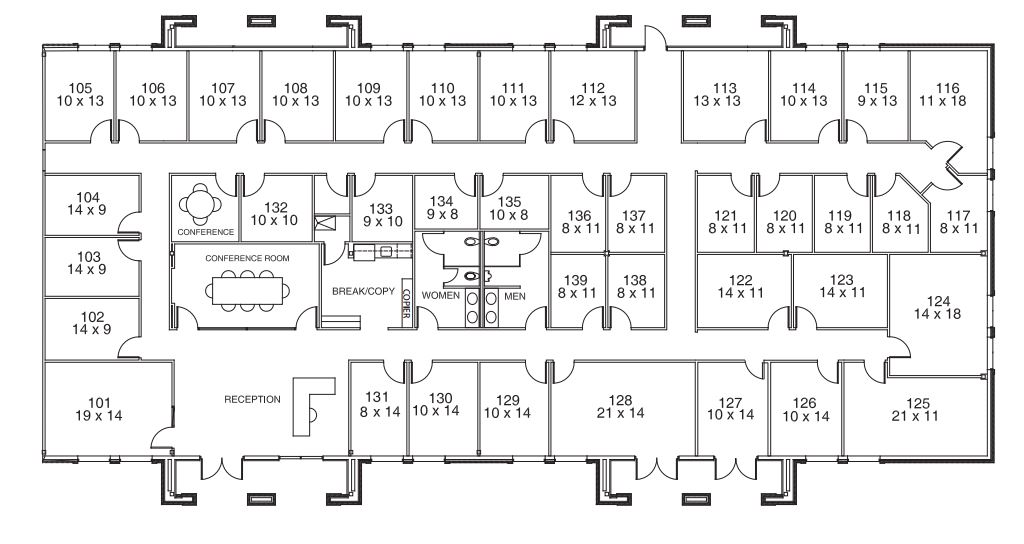 105
10 x 13
106
10 x 13
107
10 x 13
108
10 x 13
109
10 x 13
110
10 x 13
111
10 x 13
112
12 x 13
113
13 x 13
114
10 x 13
115
9 x 13
116
11 x 18
104
14 x 9
103
14 x 9
102
14 x 9
101
19 x 14
CONFERENCE
132
10 x 10
133
9 x 10
134
9 x 8
135
10 x 8
136
8 x 11
137
8 x 11
121
8 x 11
120
8 x 11
119
8 x 11
118
8 x 11
117
8 x 11
CONFERENCE ROOM
BREAK/COPY
COPIER
WOMEN
MEN
139
8 x 11
138
8 x 11
122
14 x 11
123
14 x 11
124
14 x 18
RECEPTION
131
8 x 14
130
10 x 14
129
10 x 14
128
21 x 14
127
10 x 14
126
10 x 14
125
21 x 11